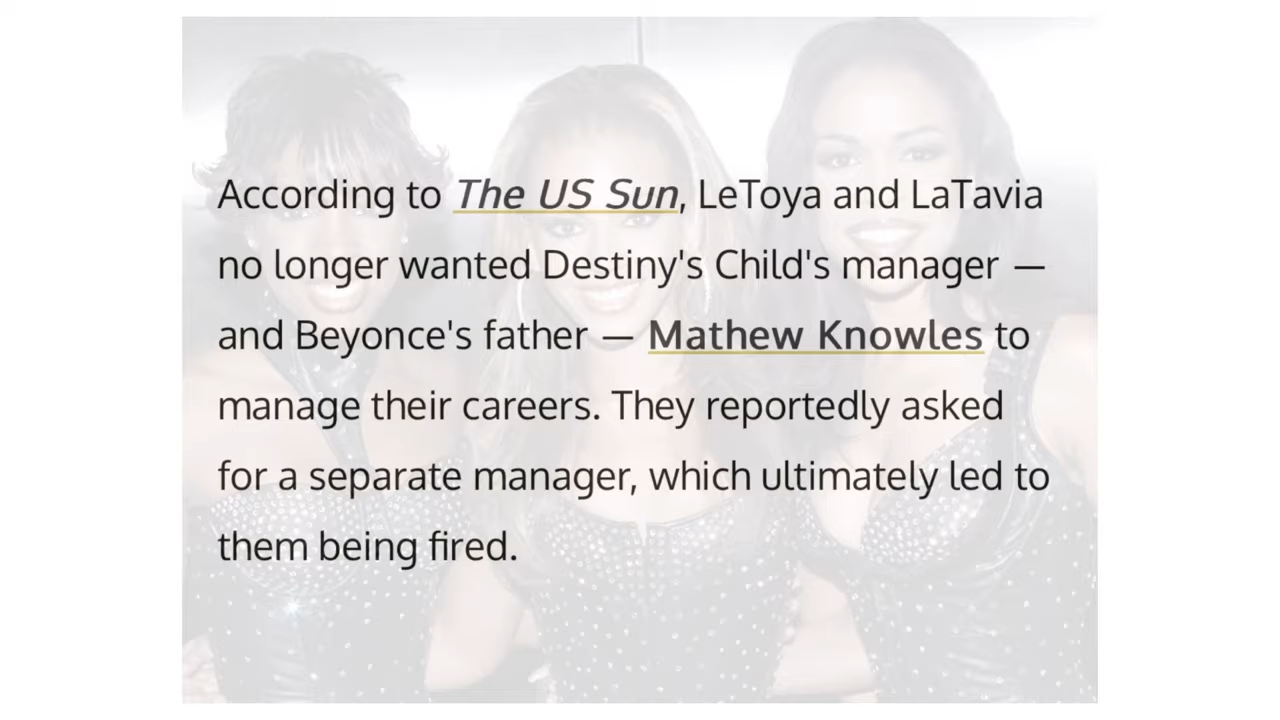 According to The US Sun, LeToya and LaTavia
no longer wanted Destiny's Child's manager —
and Beyonce's father — Mathew Knowles to
manage their careers. They reportedly asked
for a separate manager, which ultimately led to
them being fired.